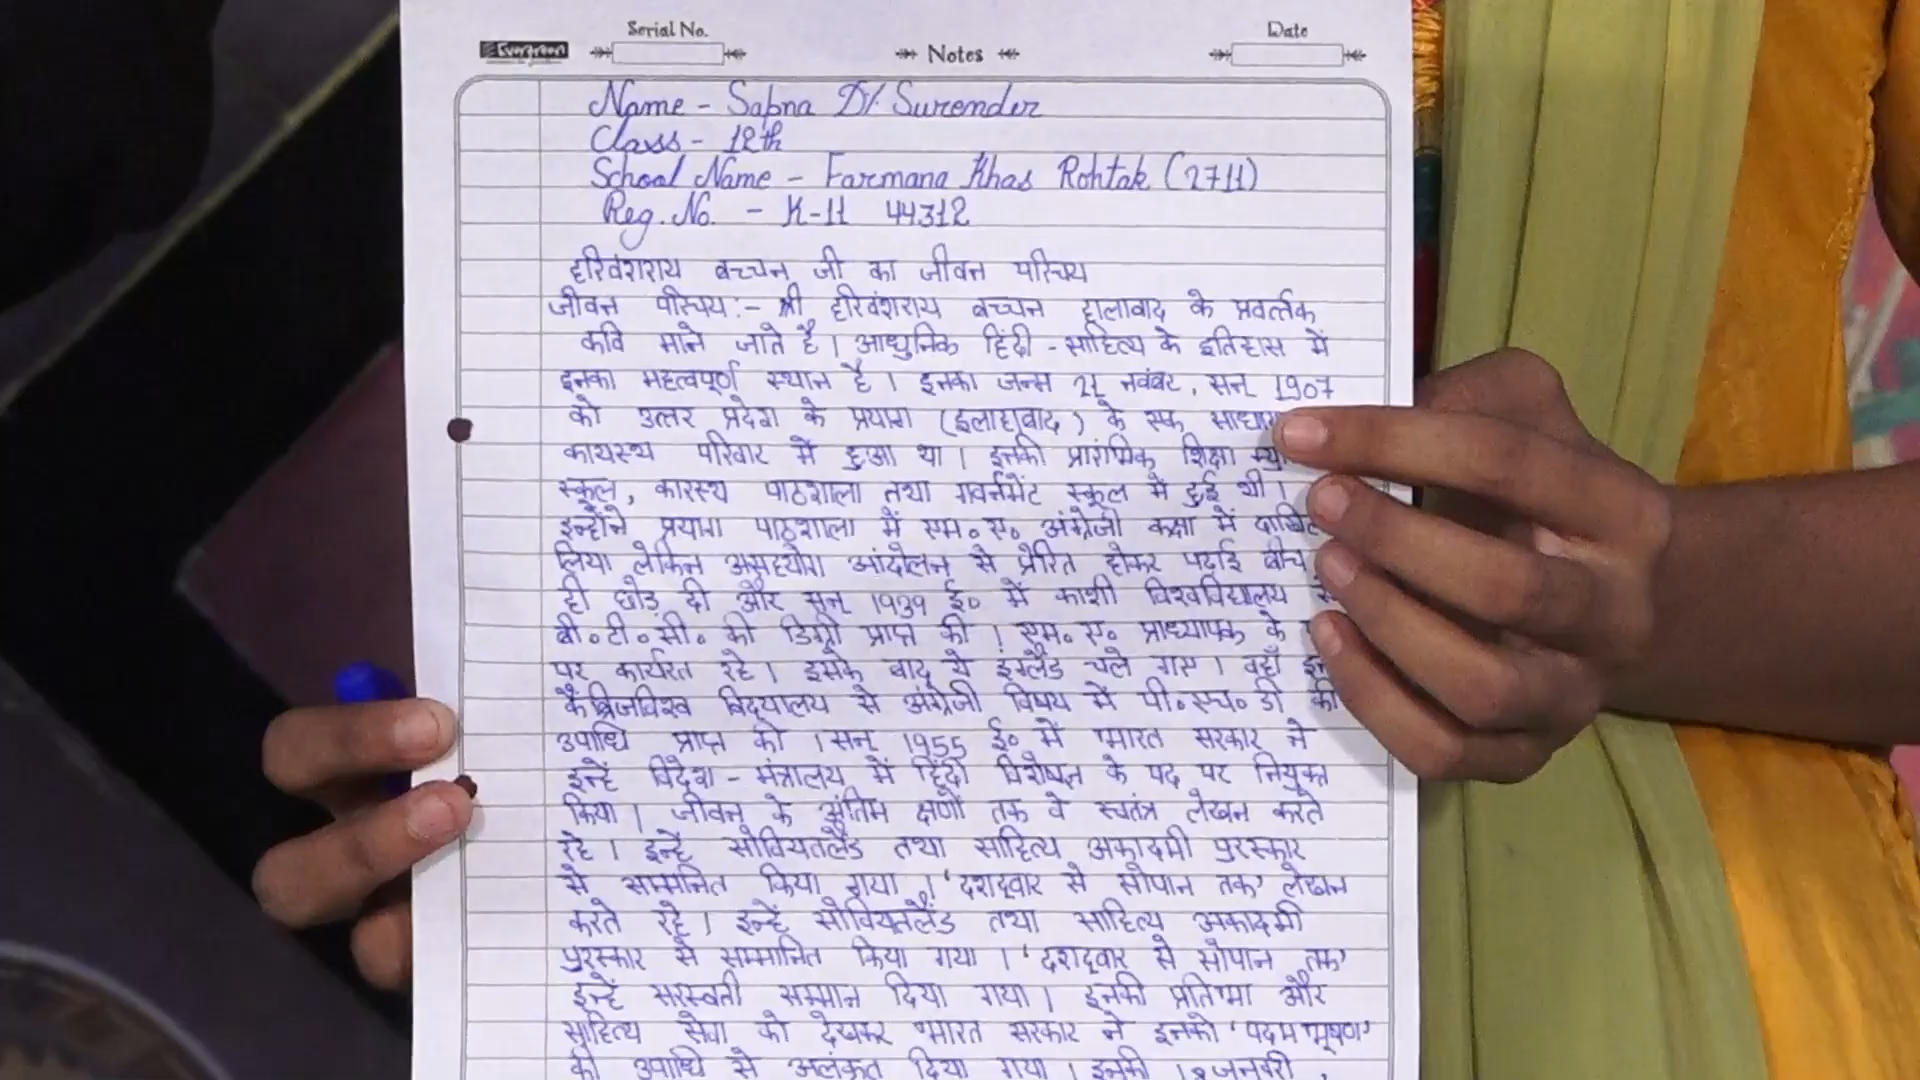 Serial No.
Date
Evergreen
Notes
Name - Sapna D/. Surender
Class - 12th
School Name - Farmana Khas Rohtak (2711)
Reg. No. - K-11 44312
हरिवंशराय बच्चन जी का जीवन परिचय
जीवन परिचय:- श्री हरिवंशराय बच्चन हालावाद के प्रवर्त्तक
कवि माने जाते है। आधुनिक हिंदी - साहित्य के इतिहास में
इनका महत्वपूर्ण स्थान है। इनका जन्म नवंबर, सन् 1907
को उत्तर प्रदेश के प्रयाग (इलाहाबाद) के एक
कायस्थ परिवार में हुआ था। इनकी प्रारंभिक शिक्षा
स्कूल, कास्थ्य पाठशाला तथा गवर्नमेंट स्कूल में हुई थी।
इन्होंने प्रयाग पाठशाला में एम० ए० अंग्रेजी कक्षा में
लिया लेकिन असहयोग आंदोलन से प्रेरित होकर पढाई बीच
ही छोड़ दी और सन् 1939 ई० में काशी विश्वविद्यालय से
बी० टी० सी० की डिग्री प्राप्त की। एम० ए० प्राध्यापक के
पर कार्यरत रहे। इसके बाद ये इंग्लैंड चले गए। वहाँ
कैंब्रिजविश्व विद्यालय से अंग्रेजी विषय में पी० एच० डी की
उपाधि प्राप्त की। सन् 1955 ई० में भारत सरकार ने
इन्हें विदेश - मंत्रालय में हिंदी विशेषज्ञ के पद पर नियुक्त
किया। जीवन के अंतिम क्षणों तक वे स्वतंत्र लेखन करते
रहे। इन्हें सोवियतलैंड तथा साहित्य अकादमी पुरस्कार
से सम्मानित किया गया। 'दशद्वार से सोपान तक' लेखन
करते रहे। इन्हें सोवियतलैंड तथा साहित्य अकादमी
पुरस्कार से सम्मानित किया गया। 'दशद्वार से सोपान तक'
इन्हें सरस्वती सम्मान दिया गया। इनकी प्रतिभा और
साहित्य सेवा को देखकर भारत सरकार ने इनको 'पदम भूषण'
की उपाधि से अलंकृत दिया गया। इनकी 18 जनवरी,